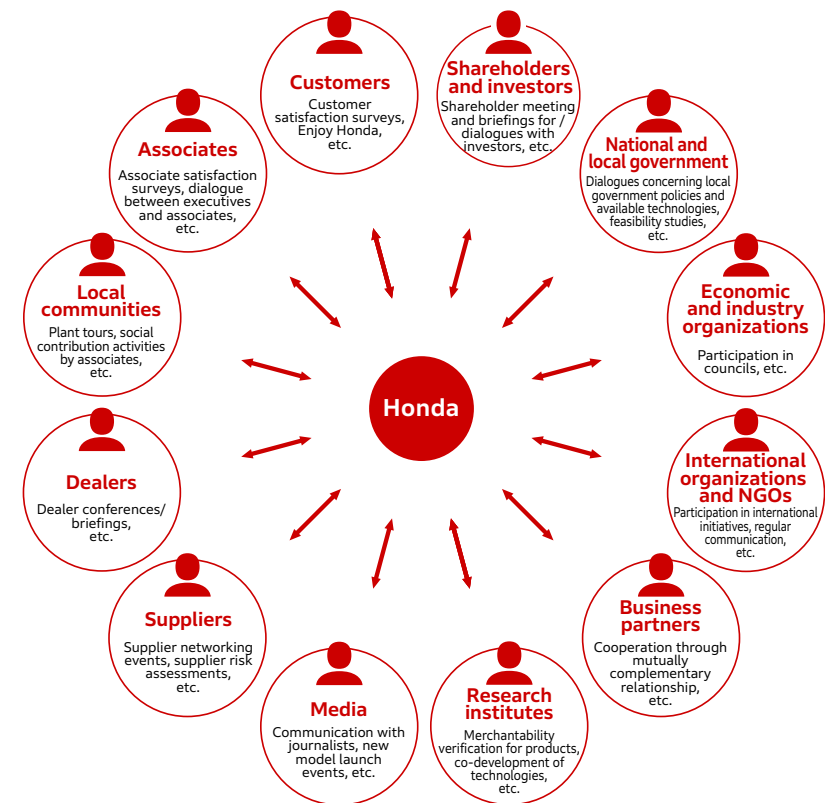 Customers
Customer
satisfaction surveys,
Enjoy Honda,
etc.
Shareholders
and investors
Shareholder meeting
and briefings for /
dialogues with
investors, etc.
National and
local government
Dialogues concerning local
government policies and
available technologies,
feasibility studies,
etc.
Economic
and industry
organizations
Participation in
councils, etc.
International
organizations
and NGOs
Participation in international
initiatives, regular
communication,
etc.
Business
partners
Cooperation through
mutually
complementary
relationship,
etc.
Research
institutes
Merchantability
verification for products,
co-development of
technologies,
etc.
Media
Communication with
journalists, new
model launch
events, etc.
Suppliers
Supplier networking
events, supplier risk
assessments,
etc.
Dealers
Dealer conferences/
briefings,
etc.
Local
communities
Plant tours, social
contribution activities
by associates,
etc.
Associates
Associate satisfaction
surveys, dialogue
between executives
and associates,
etc.
Honda